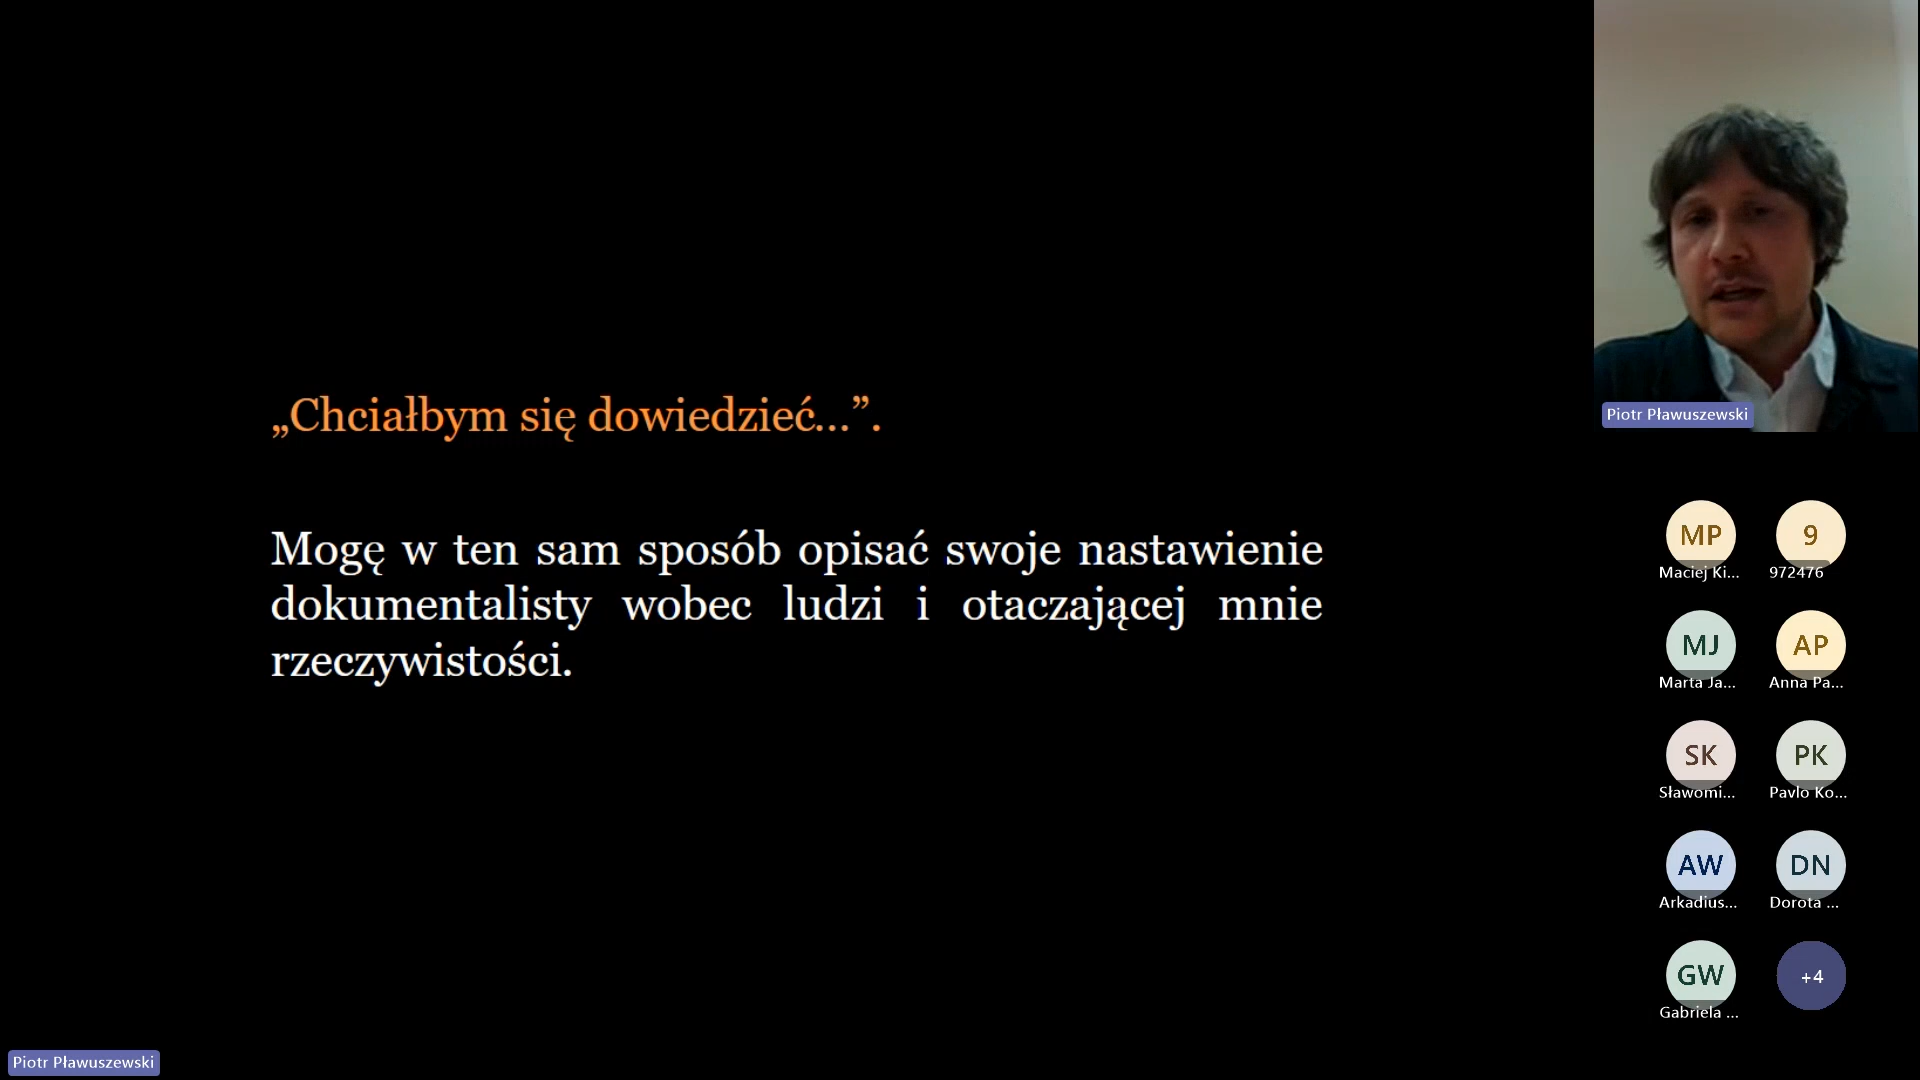 „Chciałbym się dowiedzieć...”.
Mogę w ten sam sposób opisać swoje nastawienie
dokumentalisty wobec ludzi i otaczającej mnie
rzeczywistości.
Piotr Pławuszewski
MP
9
Maciej Ki...
972476
MJ
AP
Marta Ja...
Anna Pa...
SK
PK
Sławomi...
Pavlo Ko...
AW
DN
Arkadius...
Dorota ...
GW
+4
Gabriela ...
Piotr Pławuszewski